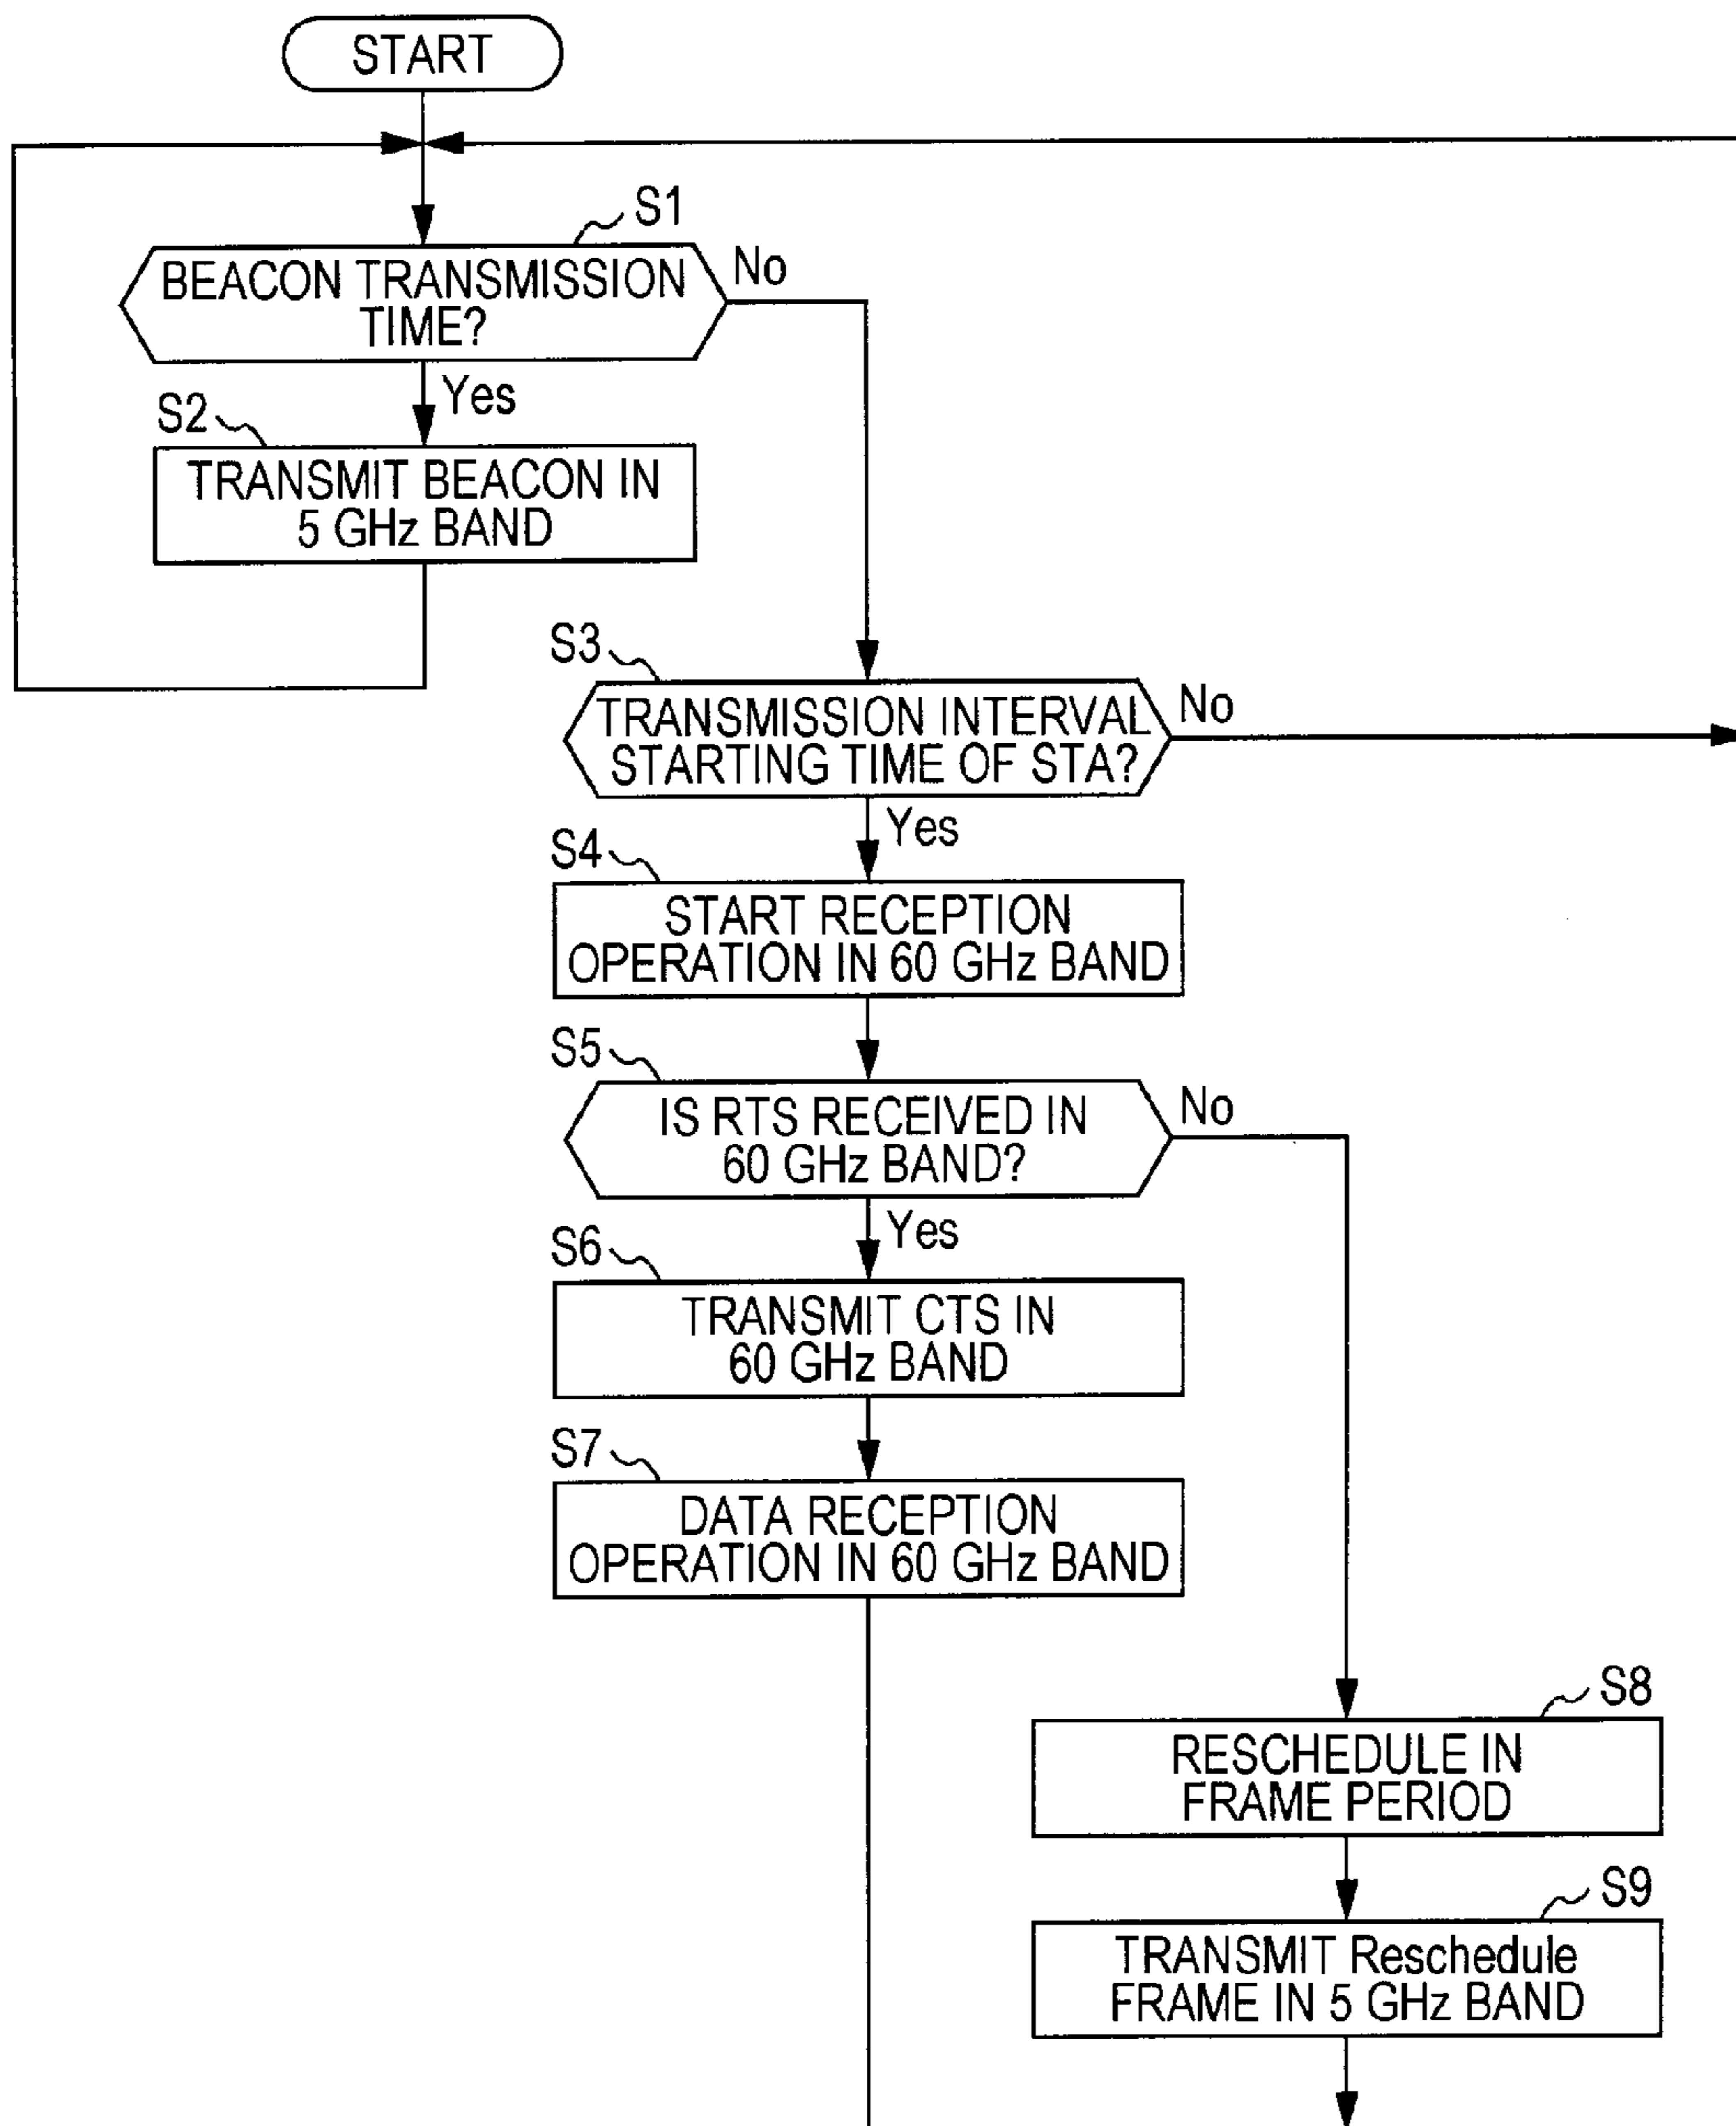 START
S1
BEACON TRANSMISSION
TIME?
No
Yes
S2
TRANSMIT BEACON IN
5 GHz BAND
S3
TRANSMISSION INTERVAL
STARTING TIME OF STA?
No
Yes
S4
START RECEPTION
OPERATION IN 60 GHz BAND
S5
IS RTS RECEIVED IN
60 GHz BAND?
No
Yes
S6
TRANSMIT CTS IN
60 GHz BAND
S7
DATA RECEPTION
OPERATION IN 60 GHz BAND
S8
RESCHEDULE IN
FRAME PERIOD
S9
TRANSMIT Reschedule
FRAME IN 5 GHz BAND